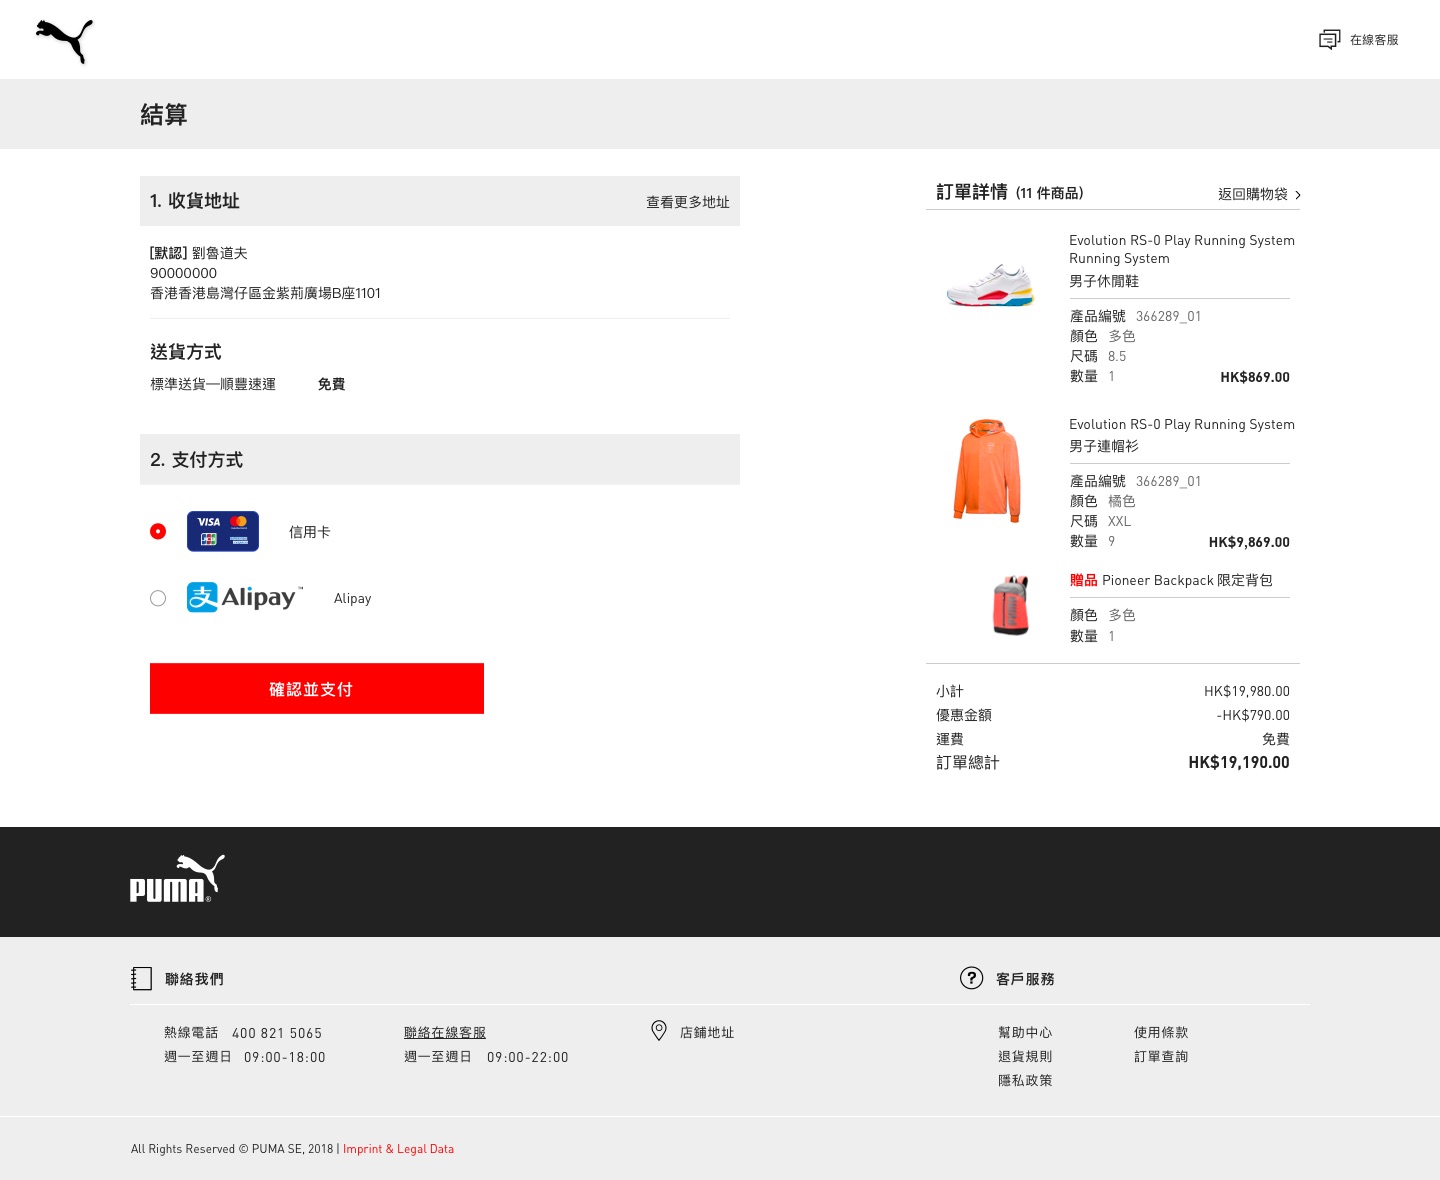 在線客服
結算
1. 收貨地址
查看更多地址
[默認] 劉魯道夫
90000000
香港香港島灣仔區金紫荊廣場B座1101
送貨方式
標準送貨—順豐速運 免費
2. 支付方式
VISA
JCB
信用卡
支 Alipay™ Alipay
確認並支付
訂單詳情 (11 件商品)
返回購物袋
Evolution RS-0 Play Running System
Running System
男子休閒鞋
產品編號 366289_01
顏色 多色
尺碼 8.5
數量 1 HK$869.00
Evolution RS-0 Play Running System
男子連帽衫
產品編號 366289_01
顏色 橘色
尺碼 XXL
數量 9 HK$9,869.00
贈品 Pioneer Backpack 限定背包
顏色 多色
數量 1
小計 HK$19,980.00
優惠金額 -HK$790.00
運費 免費
訂單總計 HK$19,190.00
PUMA®
聯絡我們
熱線電話 400 821 5065
週一至週日 09:00-18:00
聯絡在線客服
週一至週日 09:00-22:00
店鋪地址
? 客戶服務
幫助中心
退貨規則
隱私政策
使用條款
訂單查詢
All Rights Reserved © PUMA SE, 2018 | Imprint & Legal Data